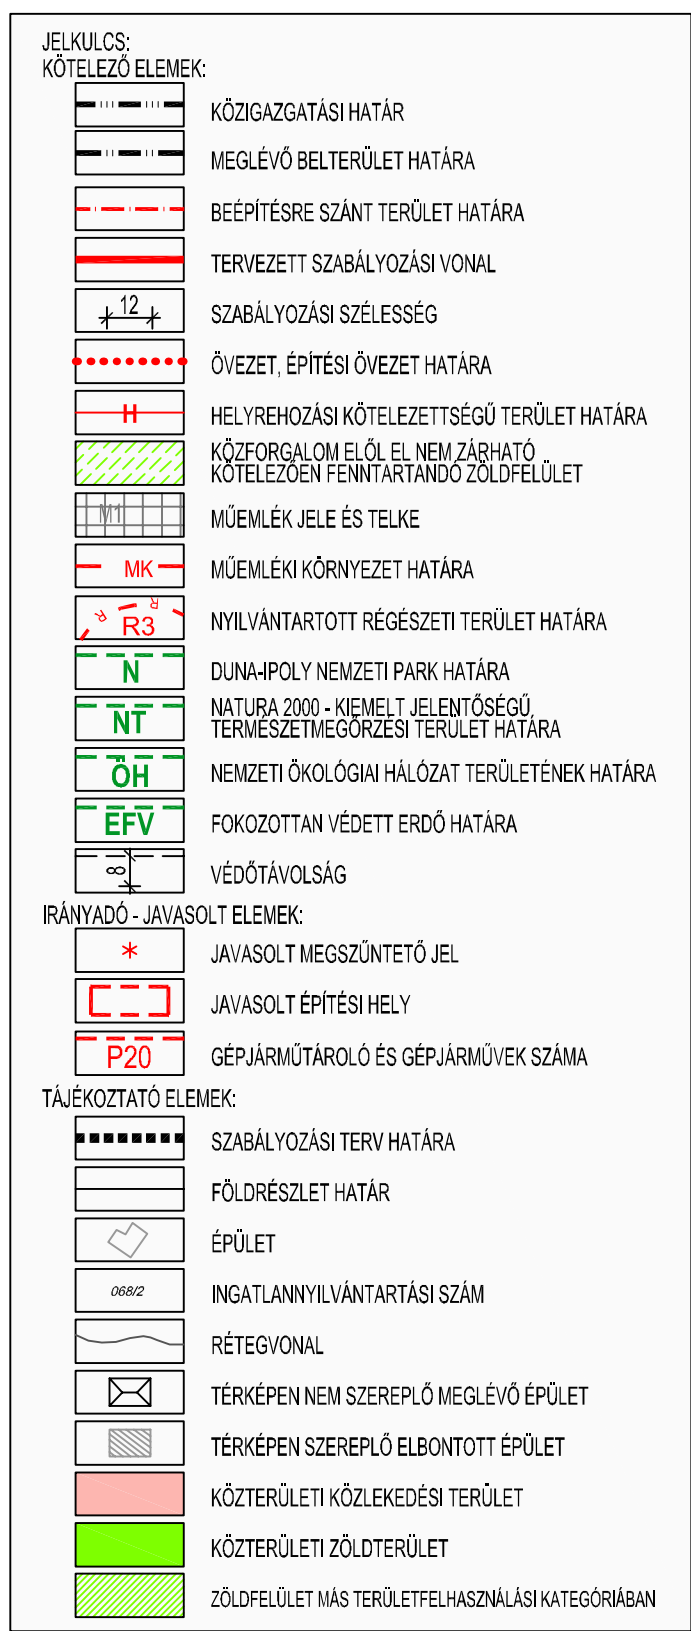 JELKULCS:
KÖTELEZŐ ELEMEK:
KÖZIGAZGATÁSI HATÁR
MEGLÉVŐ BELTERÜLET HATÁRA
BEÉPÍTÉSRE SZÁNT TERÜLET HATÁRA
TERVEZETT SZABÁLYOZÁSI VONAL
12 SZABÁLYOZÁSI SZÉLESSÉG
ÖVEZET, ÉPÍTÉSI ÖVEZET HATÁRA
H HELYREHOZÁSI KÖTELEZETTSÉGŰ TERÜLET HATÁRA
KÖZFORGALOM ELŐL EL NEM ZÁRHATÓ
KÖTELEZŐEN FENNTARTANDÓ ZÖLDFELÜLET
M1 MŰEMLÉK JELE ÉS TELKE
MK MŰEMLÉKI KÖRNYEZET HATÁRA
R R R3 NYILVÁNTARTOTT RÉGÉSZETI TERÜLET HATÁRA
N DUNA-IPOLY NEMZETI PARK HATÁRA
NATURA 2000 - KIEMELT JELENTŐSÉGŰ
NT TERMÉSZETMEGŐRZÉSI TERÜLET HATÁRA
ÖH NEMZETI ÖKOLÓGIAI HÁLÓZAT TERÜLETÉNEK HATÁRA
EFV FOKOZOTTAN VÉDETT ERDŐ HATÁRA
8 VÉDŐTÁVOLSÁG
IRÁNYADÓ - JAVASOLT ELEMEK:
* JAVASOLT MEGSZŰNTETŐ JEL
JAVASOLT ÉPÍTÉSI HELY
P20 GÉPJÁRMŰTÁROLÓ ÉS GÉPJÁRMŰVEK SZÁMA
TÁJÉKOZTATÓ ELEMEK:
SZABÁLYOZÁSI TERV HATÁRA
FÖLDRÉSZLET HATÁR
ÉPÜLET
068/2 INGATLANNYILVÁNTARTÁSI SZÁM
RÉTEGVONAL
TÉRKÉPEN NEM SZEREPLŐ MEGLÉVŐ ÉPÜLET
TÉRKÉPEN SZEREPLŐ ELBONTOTT ÉPÜLET
KÖZTERÜLETI KÖZLEKEDÉSI TERÜLET
KÖZTERÜLETI ZÖLDTERÜLET
ZÖLDFELÜLET MÁS TERÜLETFELHASZNÁLÁSI KATEGÓRIÁBAN